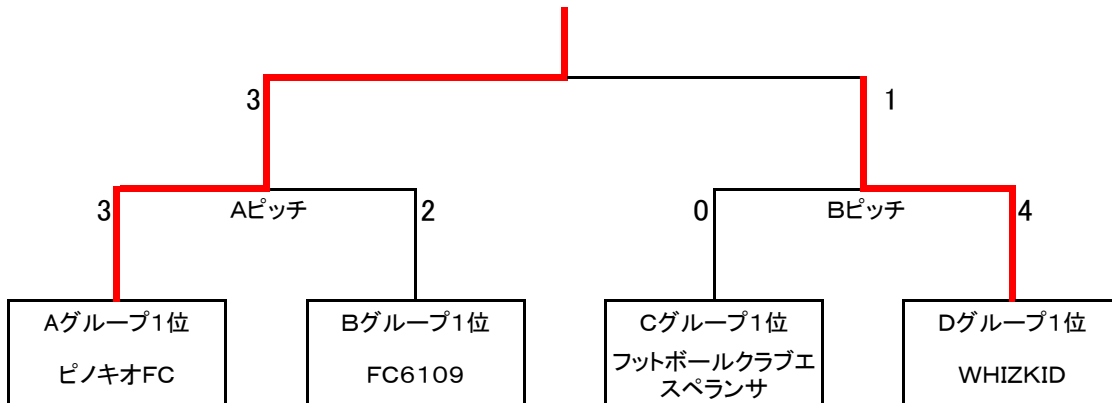 3
1
3
Aピッチ
2
0
Bピッチ
4
Aグループ1位
ピノキオFC
Bグループ1位
FC6109
Cグループ1位
フットボールクラブエ
スペランサ
Dグループ1位
WHIZKID